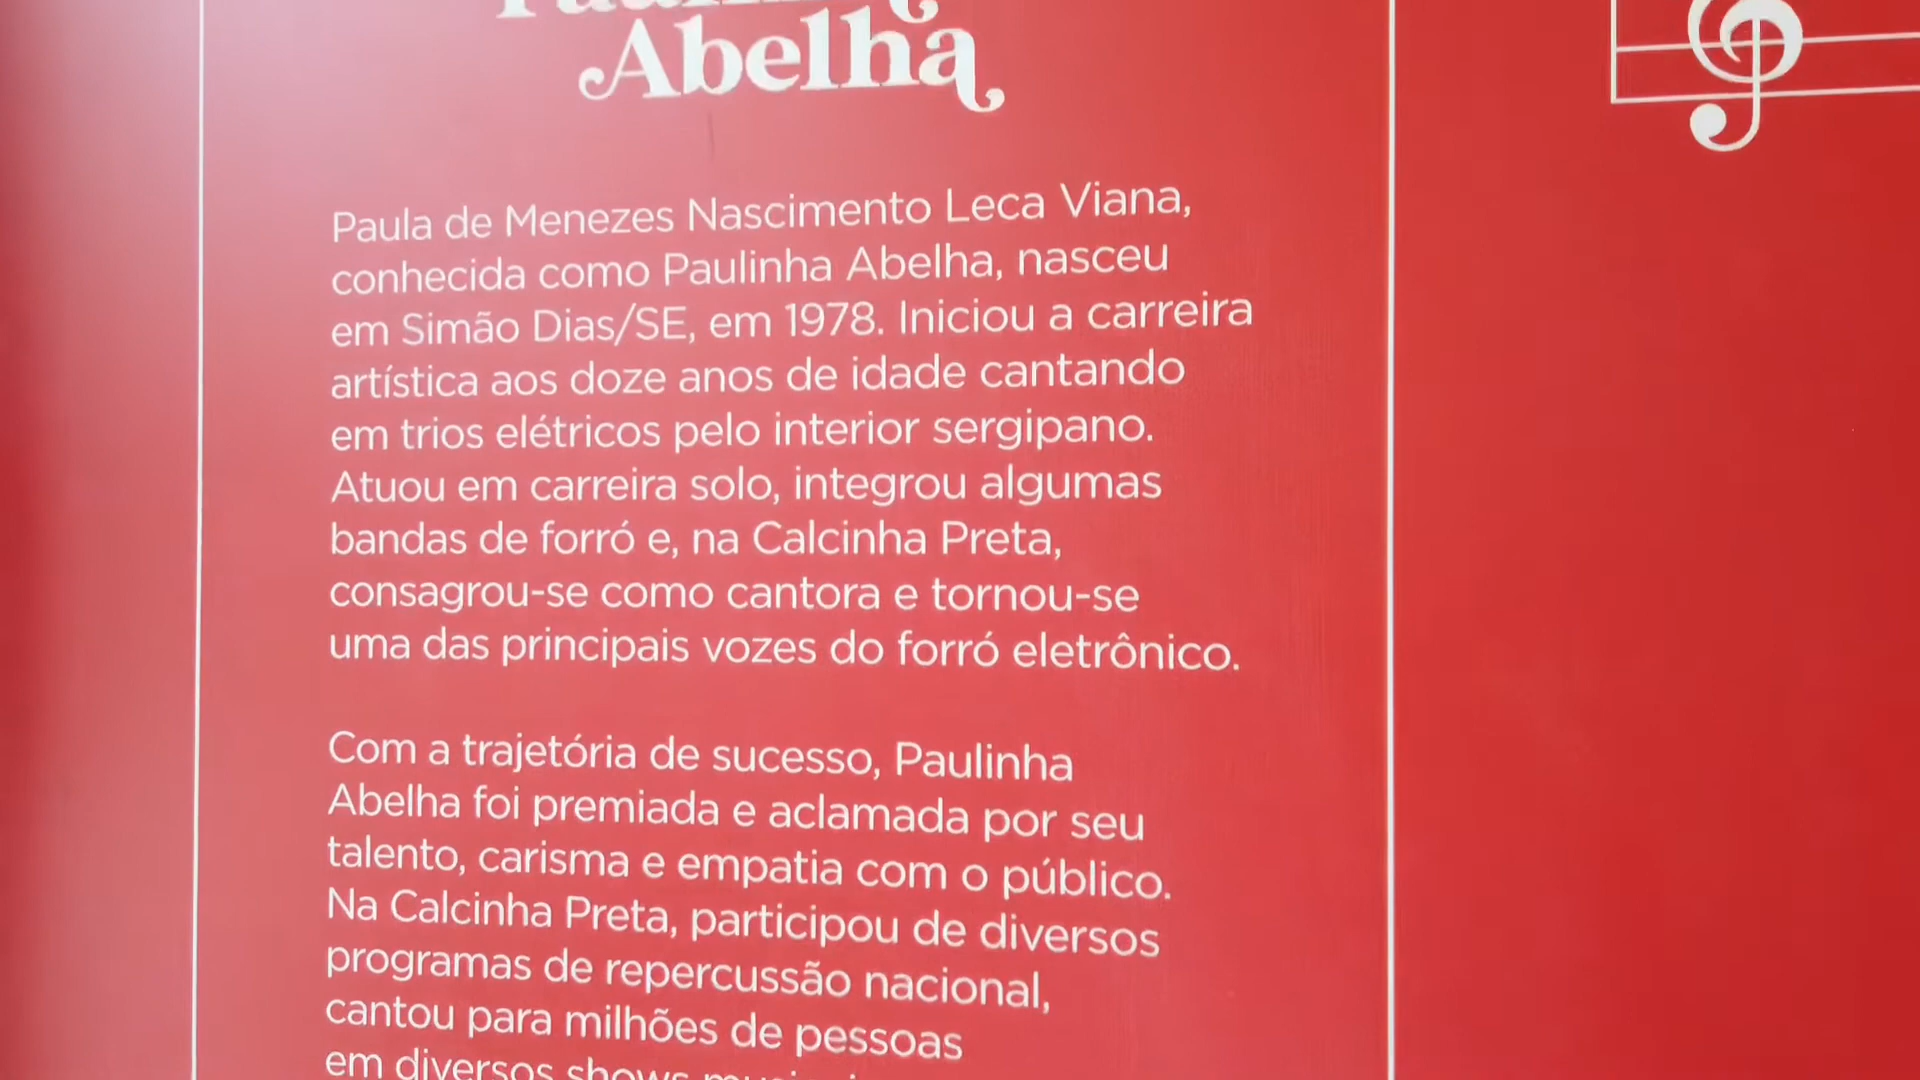 Abelha
Paula de Menezes Nascimento Leca Viana,
conhecida como Paulinha Abelha, nasceu
em Simão Dias/SE, em 1978. Iniciou a carreira
artística aos doze anos de idade cantando
em trios elétricos pelo interior sergipano.
Atuou em carreira solo, integrou algumas
bandas de forró e, na Calcinha Preta,
consagrou-se como cantora e tornou-se
uma das principais vozes do forró eletrônico.
Com a trajetória de sucesso, Paulinha
Abelha foi premiada e aclamada por seu
talento, carisma e empatia com o público.
Na Calcinha Preta, participou de diversos
programas de repercussão nacional,
cantou para milhões de pessoas
em diversos shows